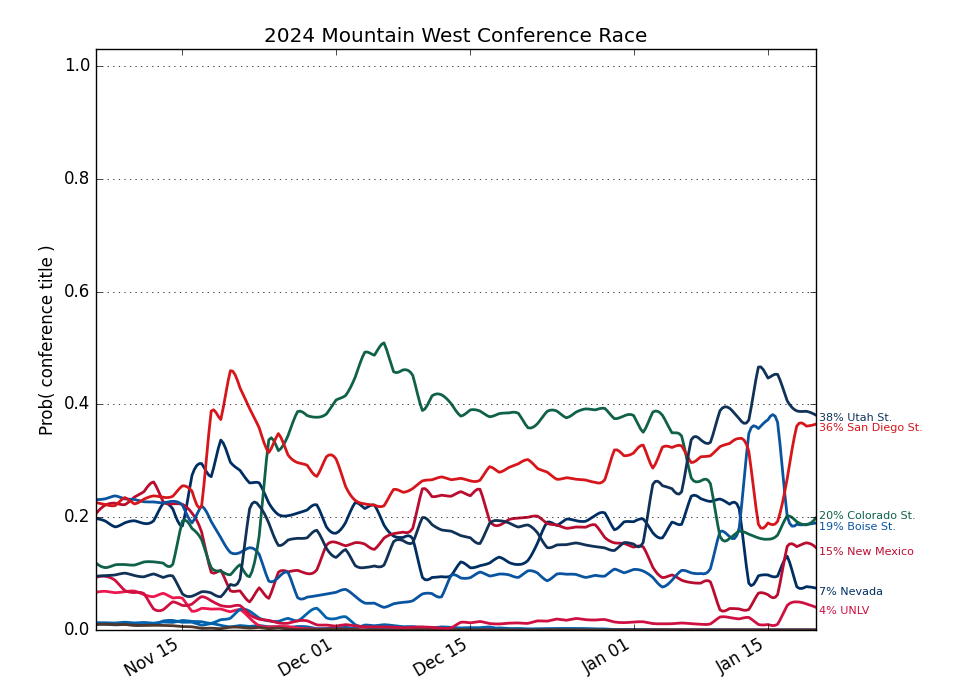 2024 Mountain West Conference Race
Prob( conference title )
1.0
0.8
0.6
0.4
0.2
0.0
38% Utah St.
36% San Diego St.
20% Colorado St.
19% Boise St.
15% New Mexico
7% Nevada
4% UNLV
Nov 15
Dec 01
Dec 15
Jan 01
Jan 15